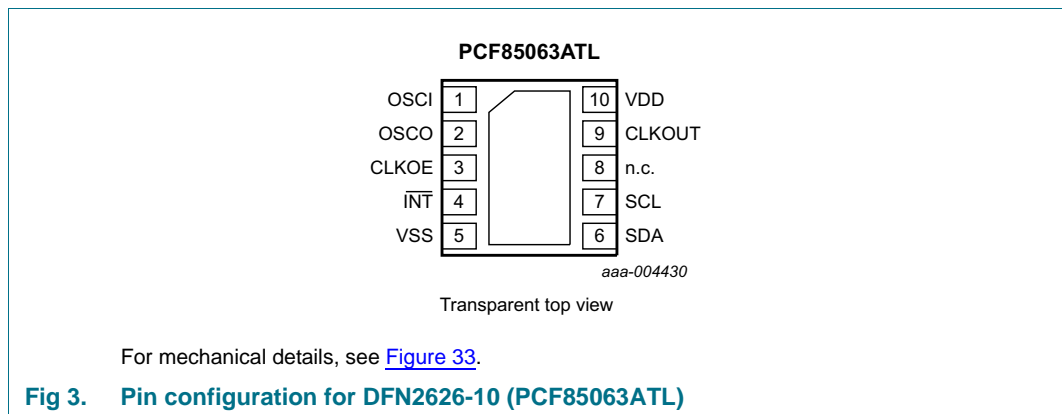 PCF85063ATL
OSCI 1 10 VDD
OSCO 2 9 CLKOUT
CLKOE 3 8 n.c.
INT 4 7 SCL
VSS 5 6 SDA
aaa-004430
Transparent top view
For mechanical details, see Figure 33.
Fig 3. Pin configuration for DFN2626-10 (PCF85063ATL)